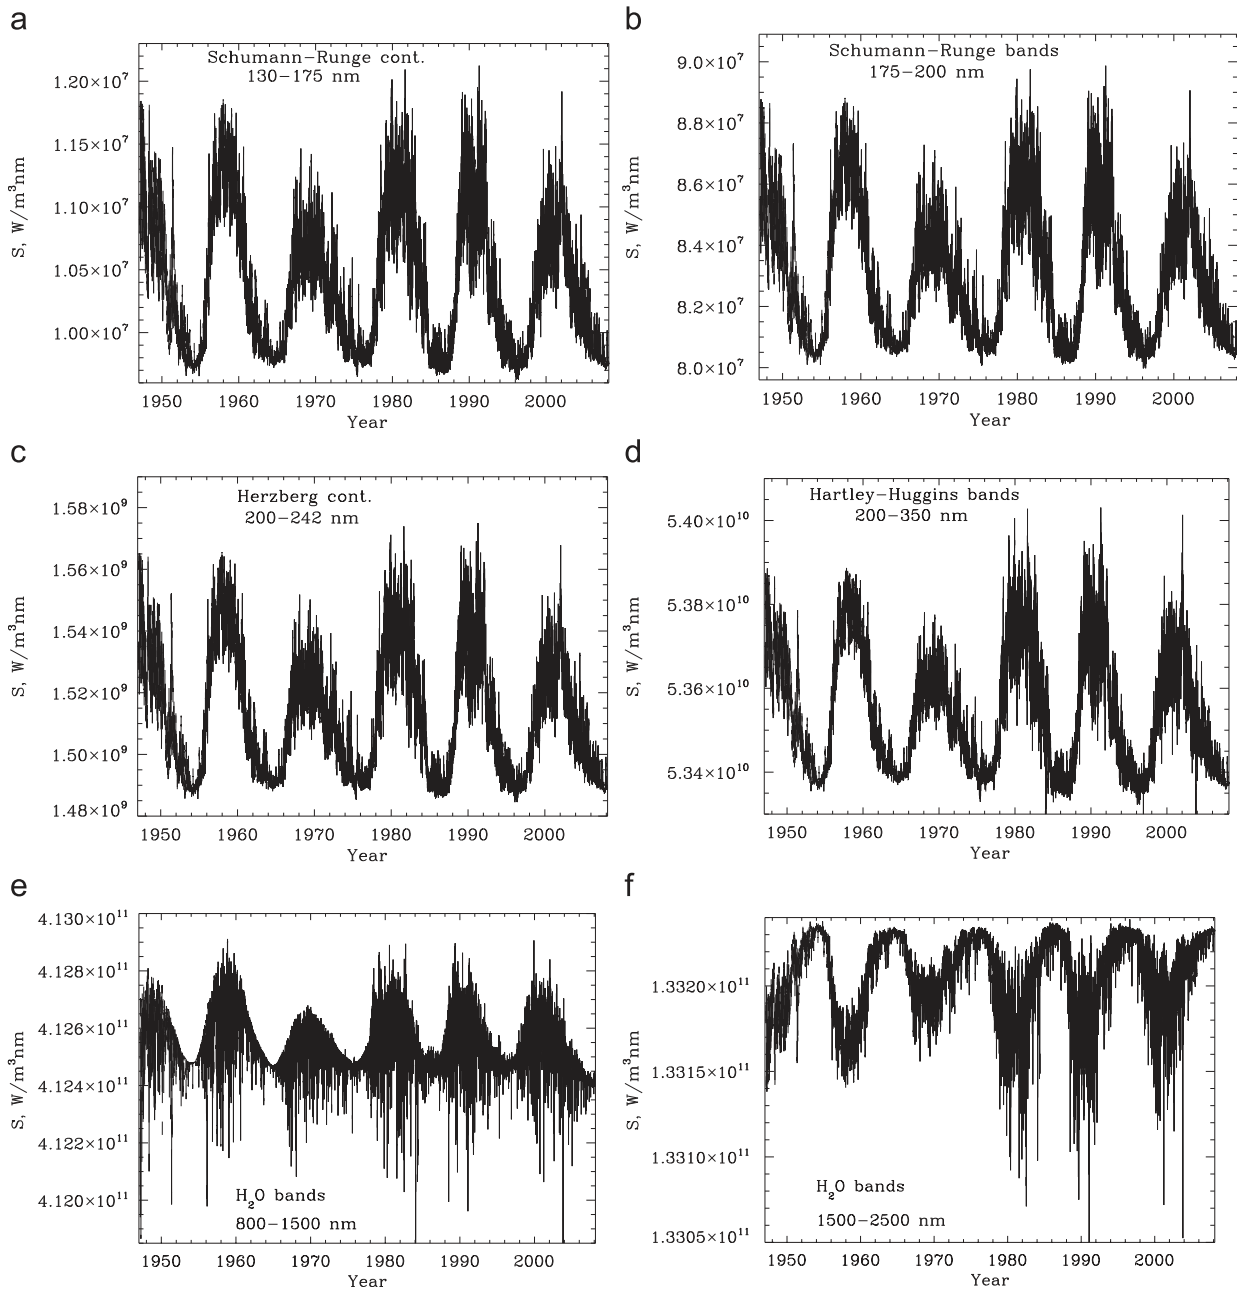 a
Schumann-Runge cont.
130-175 nm
1.20×10⁷
1.15×10⁷
1.10×10⁷
1.05×10⁷
1.00×10⁷
S, W/m³nm
1950 1960 1970 1980 1990 2000
Year
b
Schumann-Runge bands
175-200 nm
9.0×10⁷
8.8×10⁷
8.6×10⁷
8.4×10⁷
8.2×10⁷
8.0×10⁷
S, W/m³nm
1950 1960 1970 1980 1990 2000
Year
c
Herzberg cont.
200-242 nm
1.58×10⁹
1.56×10⁹
1.54×10⁹
1.52×10⁹
1.50×10⁹
1.48×10⁹
S, W/m³nm
1950 1960 1970 1980 1990 2000
Year
d
Hartley-Huggins bands
200-350 nm
5.40×10¹⁰
5.38×10¹⁰
5.36×10¹⁰
5.34×10¹⁰
S, W/m³nm
1950 1960 1970 1980 1990 2000
Year
e
4.130×10¹¹
4.128×10¹¹
4.126×10¹¹
4.124×10¹¹
4.122×10¹¹
4.120×10¹¹
S, W/m³nm
H₂O bands
800-1500 nm
1950 1960 1970 1980 1990 2000
Year
f
1.3320×10¹¹
1.3315×10¹¹
1.3310×10¹¹
1.3305×10¹¹
S, W/m³nm
H₂O bands
1500-2500 nm
1950 1960 1970 1980 1990 2000
Year